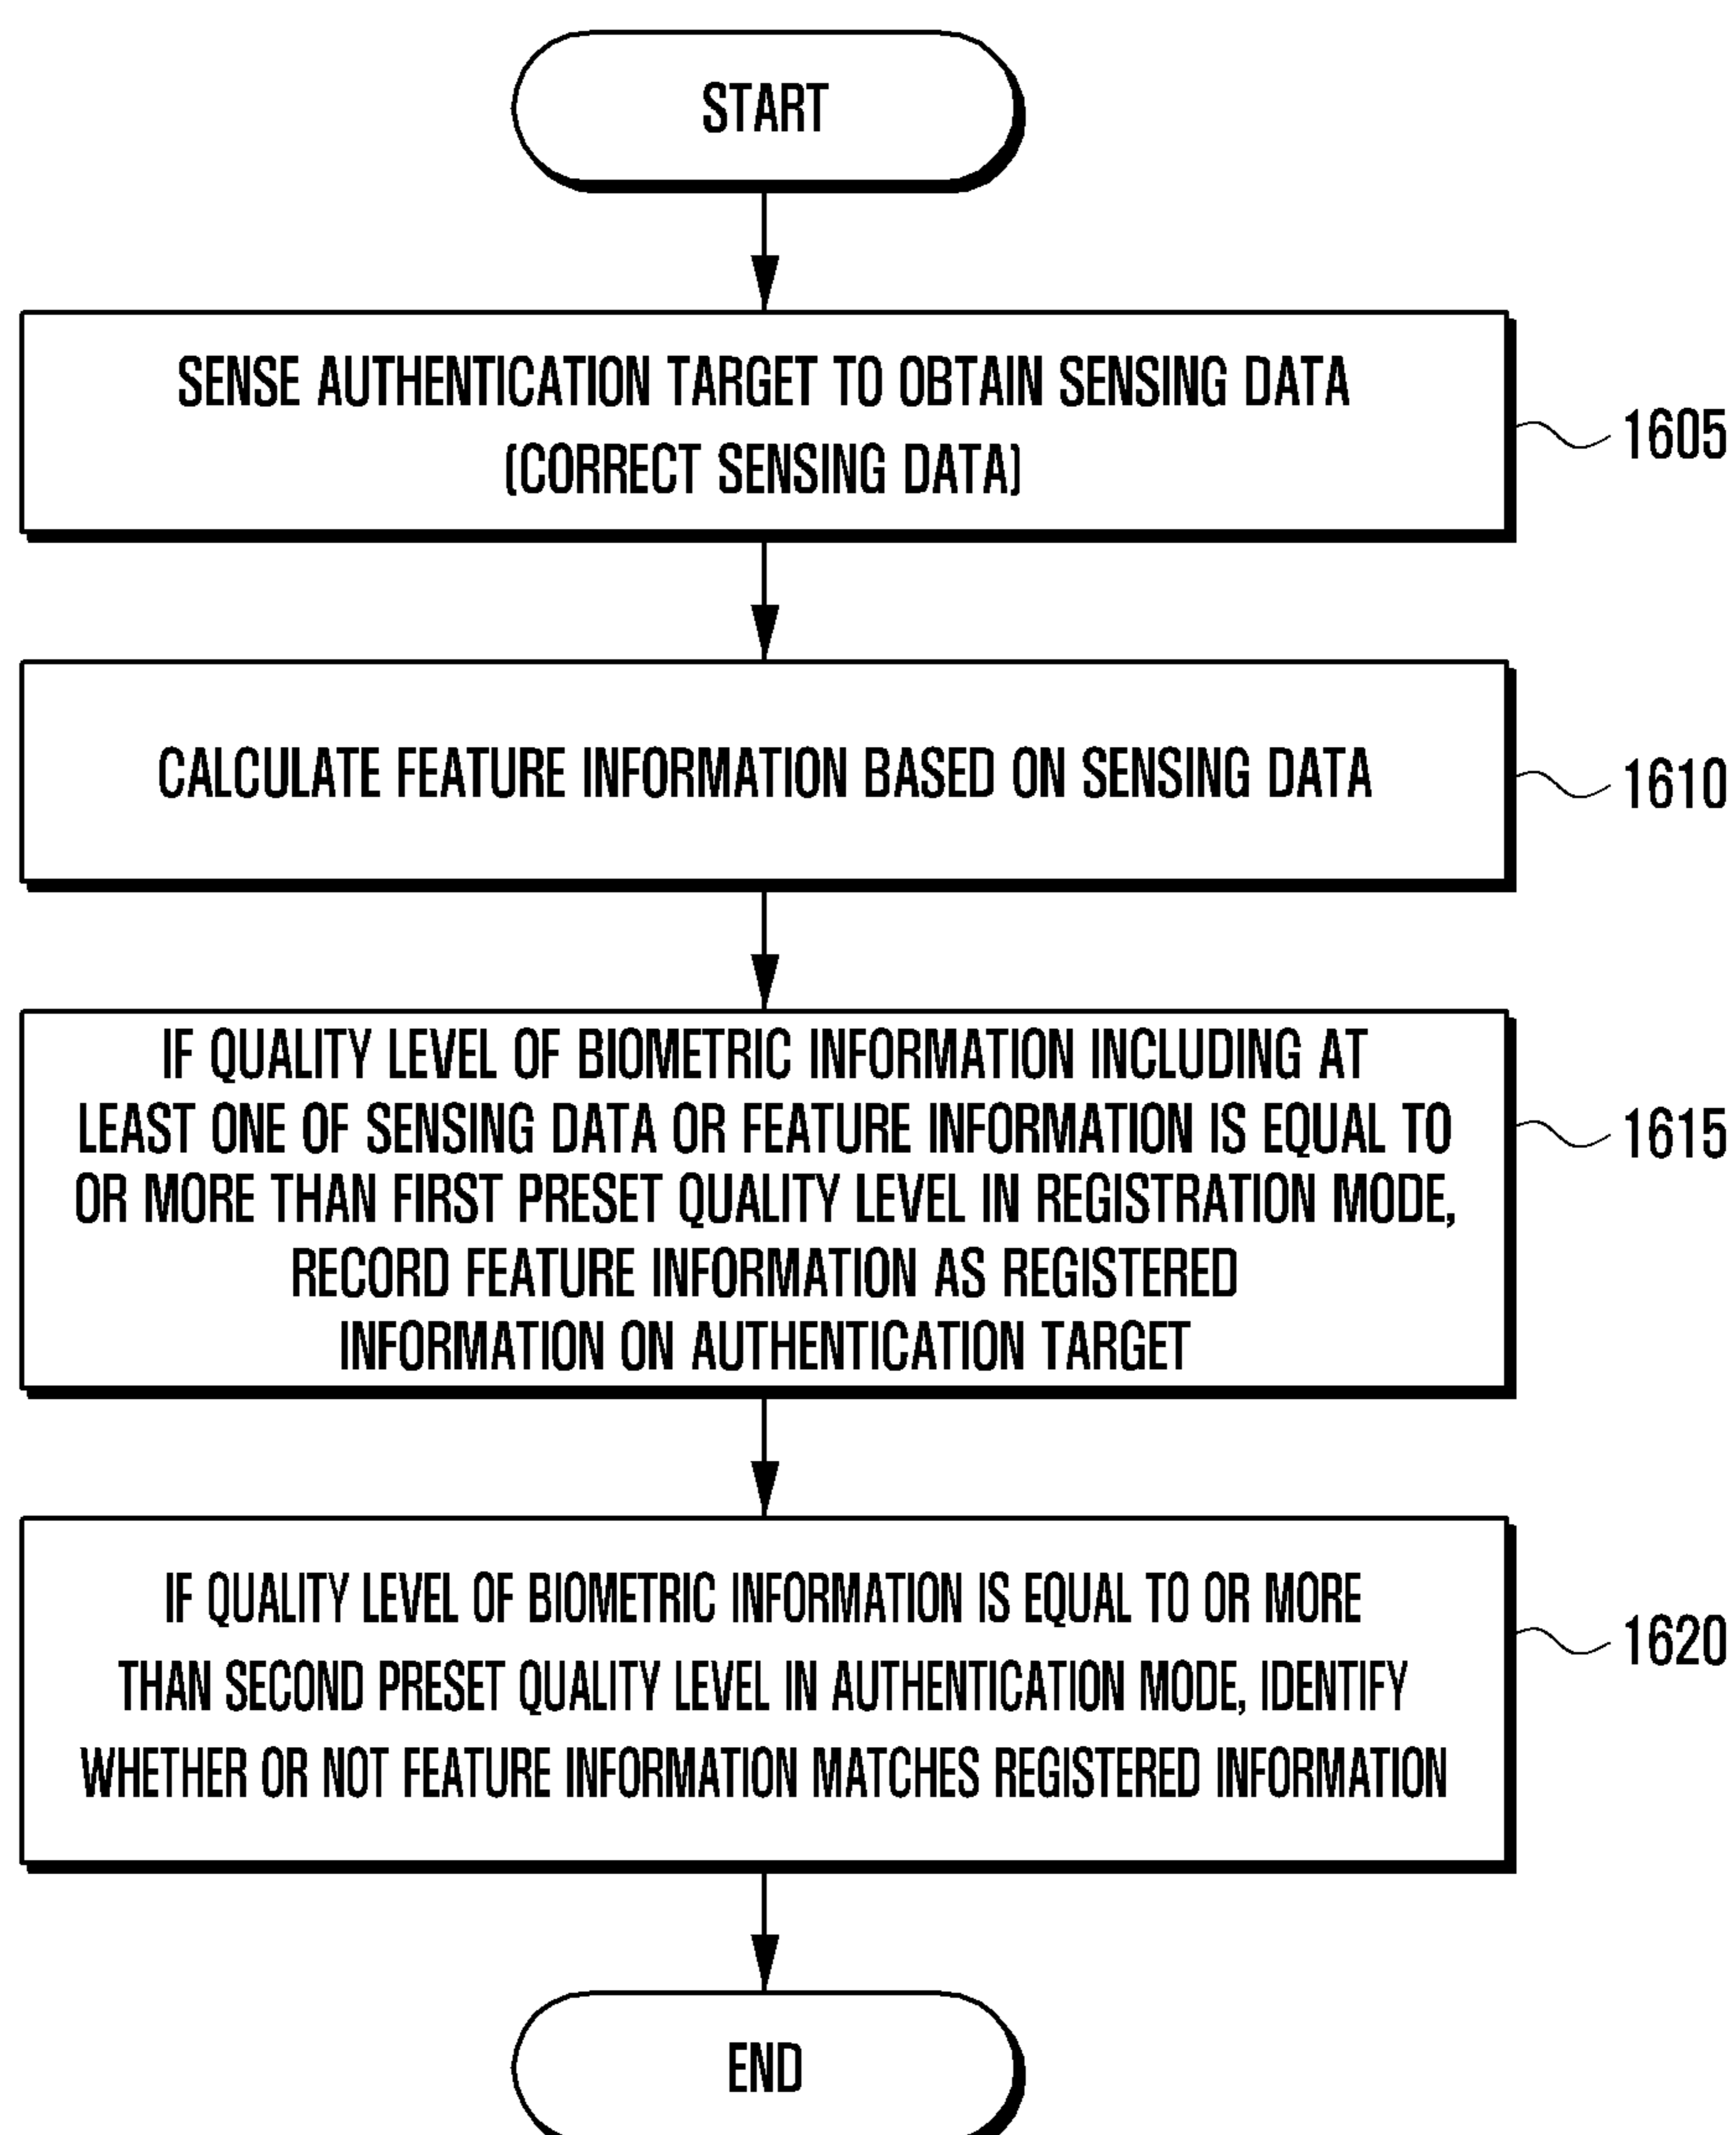 START
SENSE AUTHENTICATION TARGET TO OBTAIN SENSING DATA
(CORRECT SENSING DATA)
1605
CALCULATE FEATURE INFORMATION BASED ON SENSING DATA
1610
IF QUALITY LEVEL OF BIOMETRIC INFORMATION INCLUDING AT
LEAST ONE OF SENSING DATA OR FEATURE INFORMATION IS EQUAL TO
OR MORE THAN FIRST PRESET QUALITY LEVEL IN REGISTRATION MODE,
RECORD FEATURE INFORMATION AS REGISTERED
INFORMATION ON AUTHENTICATION TARGET
1615
IF QUALITY LEVEL OF BIOMETRIC INFORMATION IS EQUAL TO OR MORE
THAN SECOND PRESET QUALITY LEVEL IN AUTHENTICATION MODE, IDENTIFY
WHETHER OR NOT FEATURE INFORMATION MATCHES REGISTERED INFORMATION
1620
END